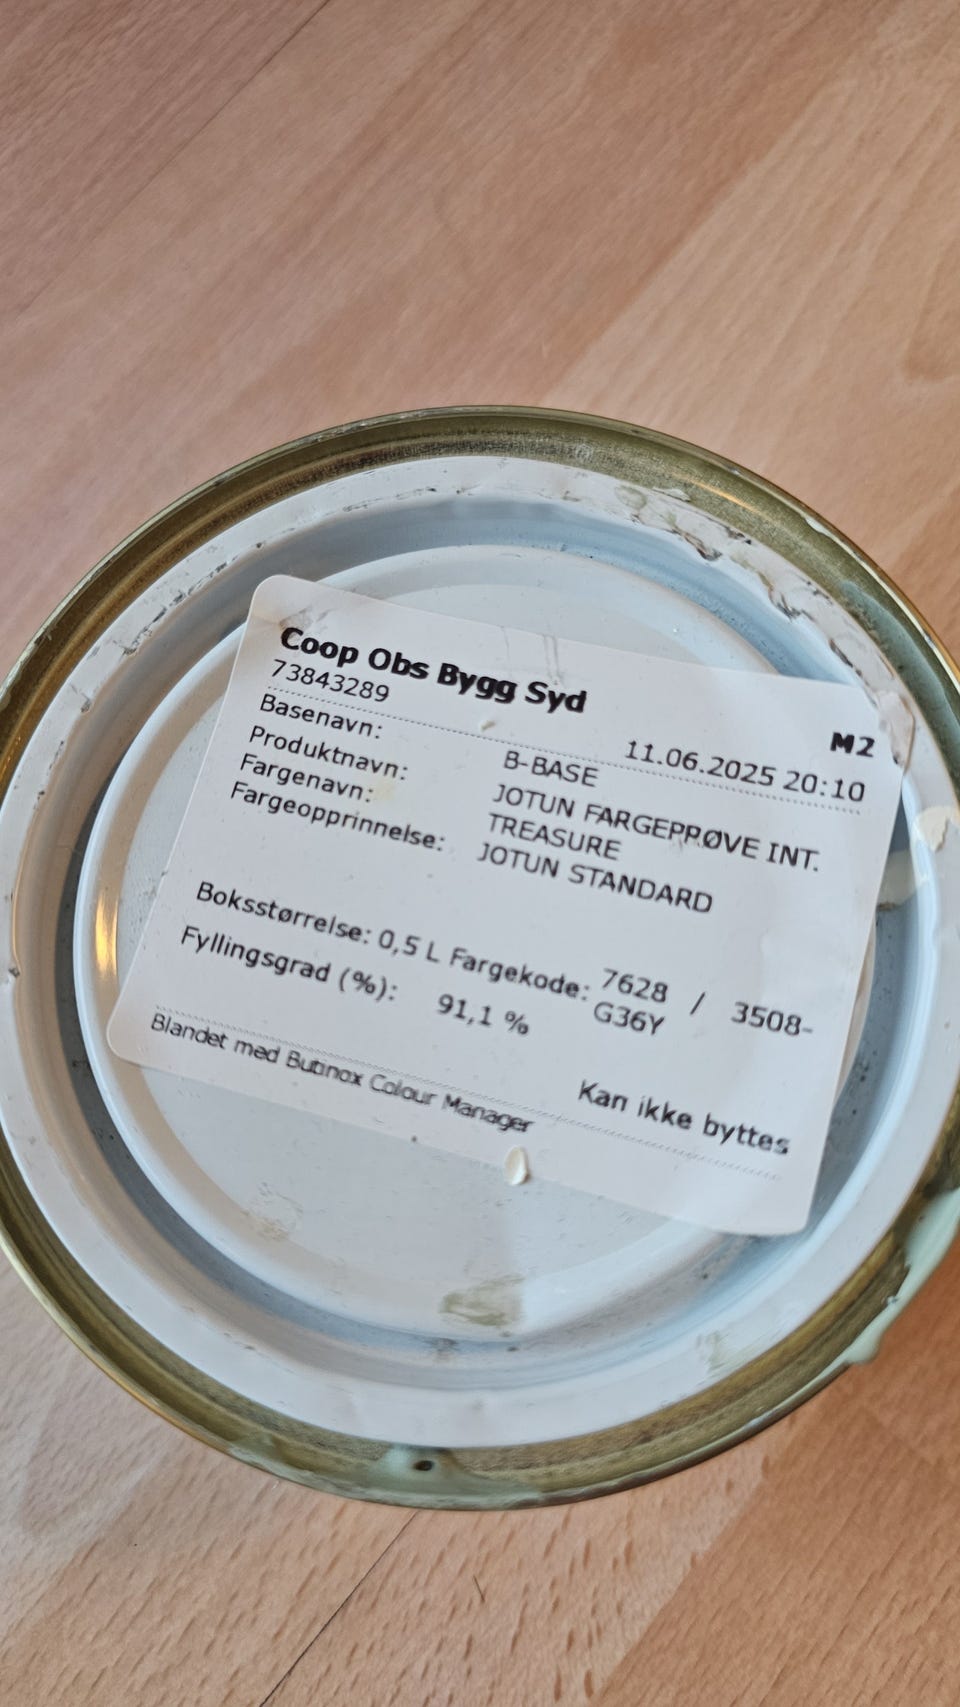 Coop Obs Bygg Syd
73843289
M2
11.06.2025 20:10
Basenavn: B-BASE
Produktnavn: JOTUN FARGEPRØVE INT.
Fargenavn: TREASURE
Fargeopprinnelse: JOTUN STANDARD
Boksstørrelse: 0,5 L Fargekode: 7628 / 3508-
G36Y
Fyllingsgrad (%): 91,1 %
Kan ikke byttes
Blandet med Butinox Colour Manager